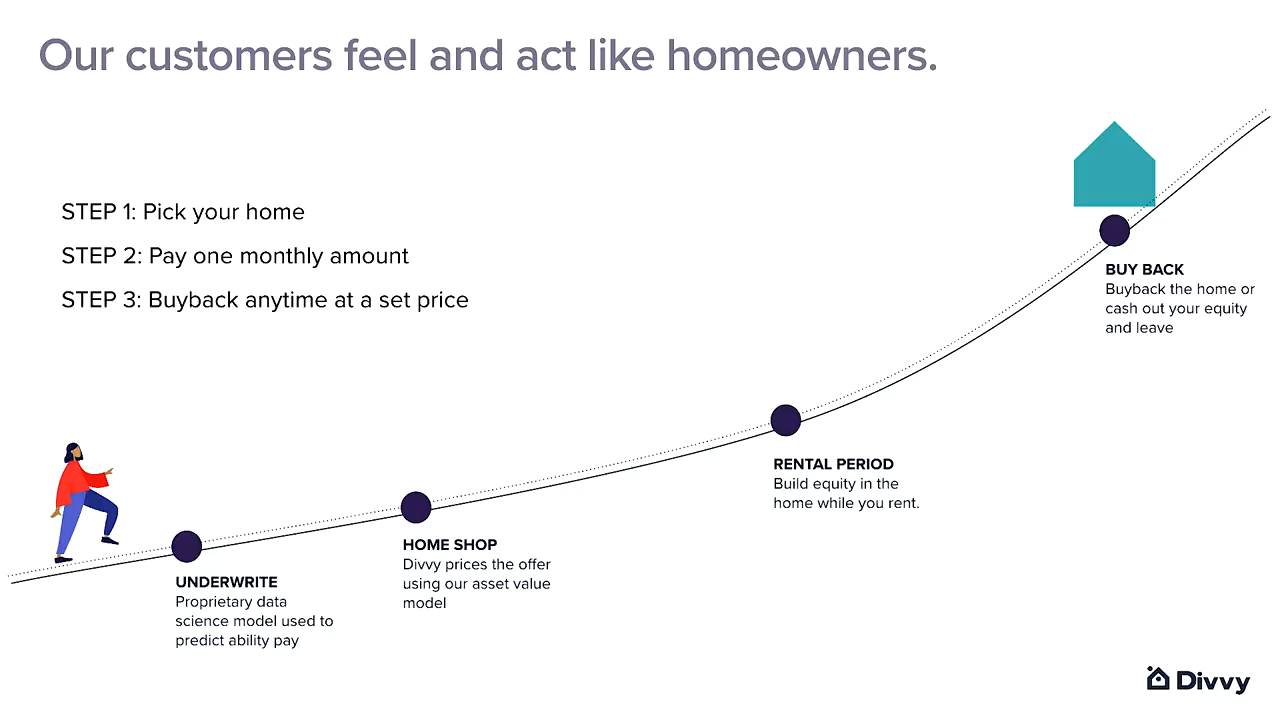 Our customers feel and act like homeowners.
STEP 1: Pick your home
STEP 2: Pay one monthly amount
STEP 3: Buyback anytime at a set price
UNDERWRITE
Proprietary data
science model used to
predict ability pay
HOME SHOP
Divvy prices the offer
using our asset value
model
RENTAL PERIOD
Build equity in the
home while you rent.
BUY BACK
Buyback the home or
cash out your equity
and leave
Divvy